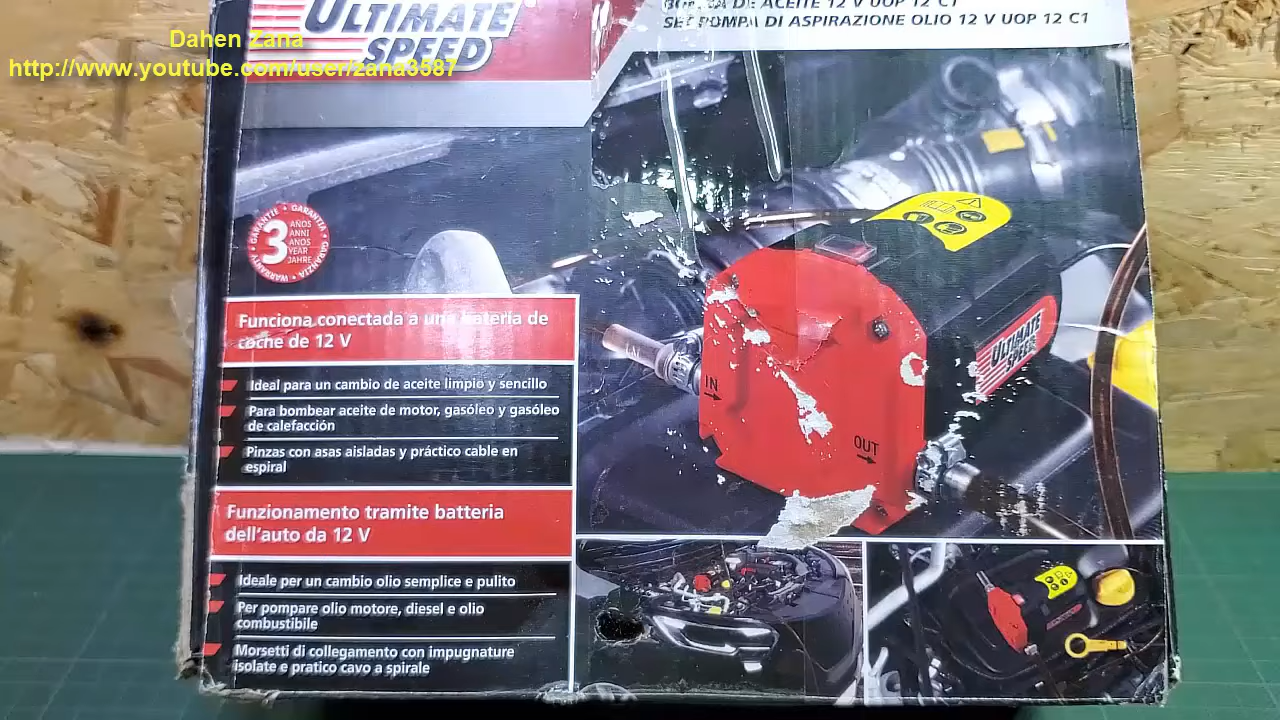 Dahen Zana
http://www.youtube.com/user/zana3587
ULTIMATE
SPEED
BOMBA DE ACEITE 12 V UOP 12 C1
SET POMPA DI ASPIRAZIONE OLIO 12 V UOP 12 C1
GARANTIE • GARANTIA • GARANZIA • WARRANTY
3
AÑOS
ANNI
ANOS
YEAR
JAHRE
Funciona conectada a una batería de
coche de 12 V
Ideal para un cambio de aceite limpio y sencillo
Para bombear aceite de motor, gasóleo y gasóleo
de calefacción
Pinzas con asas aisladas y práctico cable en
espiral
Funzionamento tramite batteria
dell'auto da 12 V
Ideale per un cambio olio semplice e pulito
Per pompare olio motore, diesel e olio
combustibile
Morsetti di collegamento con impugnature
isolate e pratico cavo a spirale
IN
OUT
ULTIMATE
SPEED